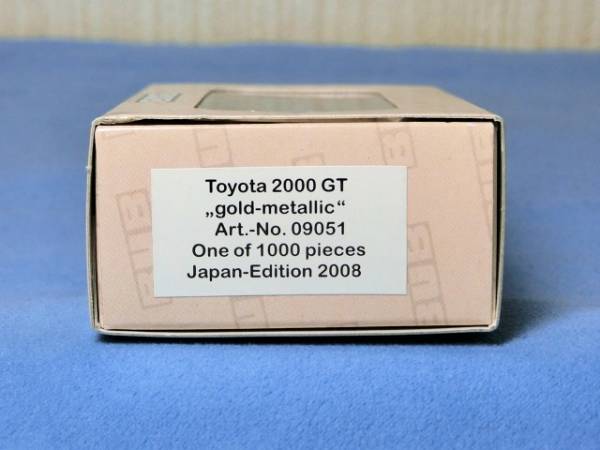 Toyota 2000 GT
„gold-metallic“
Art.-No. 09051
One of 1000 pieces
Japan-Edition 2008